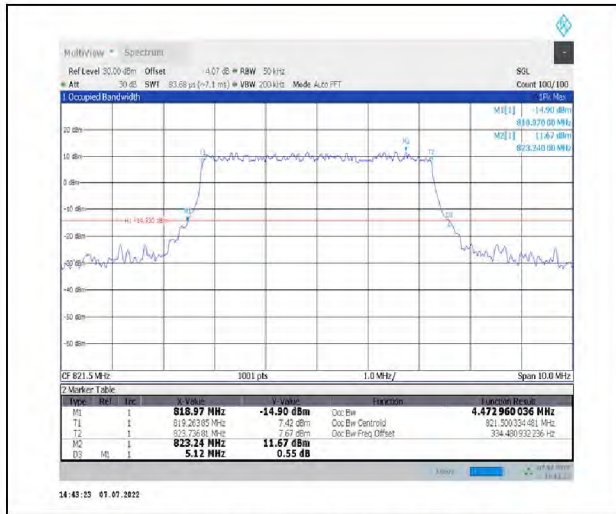 MultiView Spectrum
Ref Level 30.00 dBm Offset -4.07 dB RBW 50 kHz SGL
Att 30 dB SWT 83.68 µs (~7.1 ms) VBW 200 kHz Mode Auto FFT Count 100/100
1 Occupied Bandwidth 1Pk Max
M1[1] -14.90 dBm
818.970 00 MHz
M2[1] 11.67 dBm
823.240 00 MHz
20 dBm
10 dBm
0 dBm
-10 dBm
-20 dBm
-30 dBm
-40 dBm
-50 dBm
-60 dBm
T1
M2
T2
M1
D3
CF 821.5 MHz 1001 pts 1.0 MHz/ Span 10.0 MHz
2 Marker Table
Type Ref Trc X-Value Y-Value Function Function Result
M1 1 818.97 MHz -14.90 dBm Occ Bw 4.472 960 036 MHz
T1 1 819.26385 MHz 7.42 dBm Occ Bw Centroid 821.500 334 481 MHz
T2 1 823.73681 MHz 7.67 dBm Occ Bw Freq Offset 334.480 932 236 Hz
M2 1 823.24 MHz 11.67 dBm
D3 M1 1 5.12 MHz 0.55 dB
14:43:23 07.07.2022